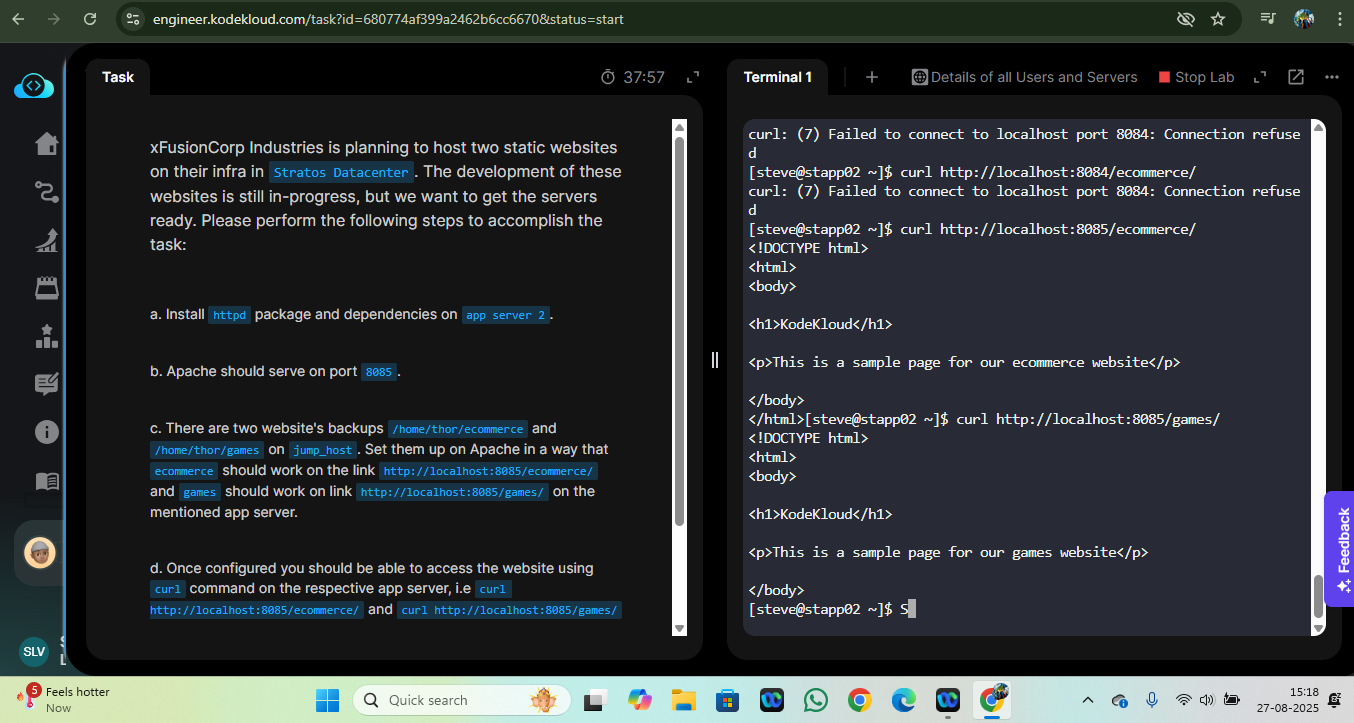 engineer.kodekloud.com/task?id=680774af399a2462b6cc6670&status=start
Task
37:57
Terminal 1
+
Details of all Users and Servers
Stop Lab
xFusionCorp Industries is planning to host two static websites
on their infra in Stratos Datacenter . The development of these
websites is still in-progress, but we want to get the servers
ready. Please perform the following steps to accomplish the
task:
a. Install httpd package and dependencies on app server 2 .
b. Apache should serve on port 8085 .
c. There are two website's backups /home/thor/ecommerce and
/home/thor/games on jump_host . Set them up on Apache in a way that
ecommerce should work on the link http://localhost:8085/ecommerce/
and games should work on link http://localhost:8085/games/ on the
mentioned app server.
d. Once configured you should be able to access the website using
curl command on the respective app server, i.e curl
http://localhost:8085/ecommerce/ and curl http://localhost:8085/games/
curl: (7) Failed to connect to localhost port 8084: Connection refuse
d
[steve@stapp02 ~]$ curl http://localhost:8084/ecommerce/
curl: (7) Failed to connect to localhost port 8084: Connection refuse
d
[steve@stapp02 ~]$ curl http://localhost:8085/ecommerce/
<!DOCTYPE html>
<html>
<body>
<h1>KodeKloud</h1>
<p>This is a sample page for our ecommerce website</p>
</body>
</html>[steve@stapp02 ~]$ curl http://localhost:8085/games/
<!DOCTYPE html>
<html>
<body>
<h1>KodeKloud</h1>
<p>This is a sample page for our games website</p>
</body>
[steve@stapp02 ~]$ S
Feedback
SLV
5
Feels hotter
Now
Quick search
15:18
27-08-2025